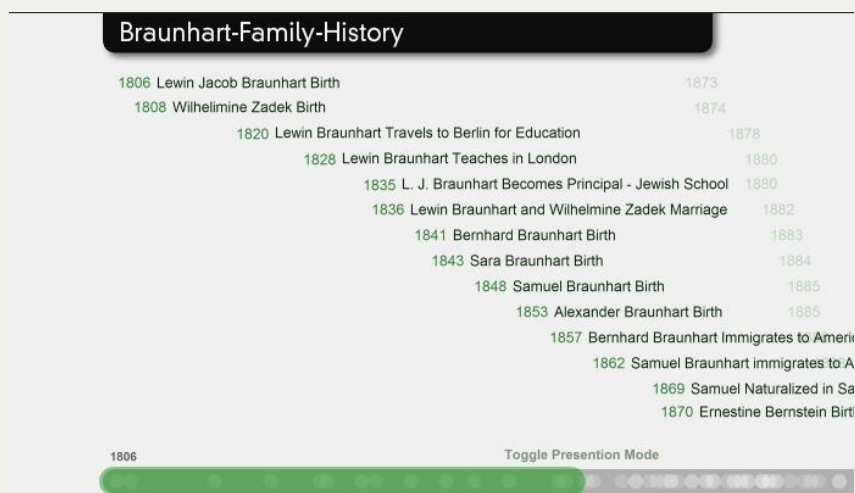 Braunhart-Family-History
1806 Lewin Jacob Braunhart Birth 1873
1808 Wilhelimine Zadek Birth 1874
1820 Lewin Braunhart Travels to Berlin for Education 1878
1828 Lewin Braunhart Teaches in London 1880
1835 L. J. Braunhart Becomes Principal - Jewish School 1880
1836 Lewin Braunhart and Wilhelmine Zadek Marriage 1882
1841 Bernhard Braunhart Birth 1883
1843 Sara Braunhart Birth 1884
1848 Samuel Braunhart Birth 1885
1853 Alexander Braunhart Birth 1885
1857 Bernhard Braunhart Immigrates to Americ
1862 Samuel Braunhart immigrates to A
1869 Samuel Naturalized in Sa
1870 Ernestine Bernstein Birt
1806 Toggle Presention Mode